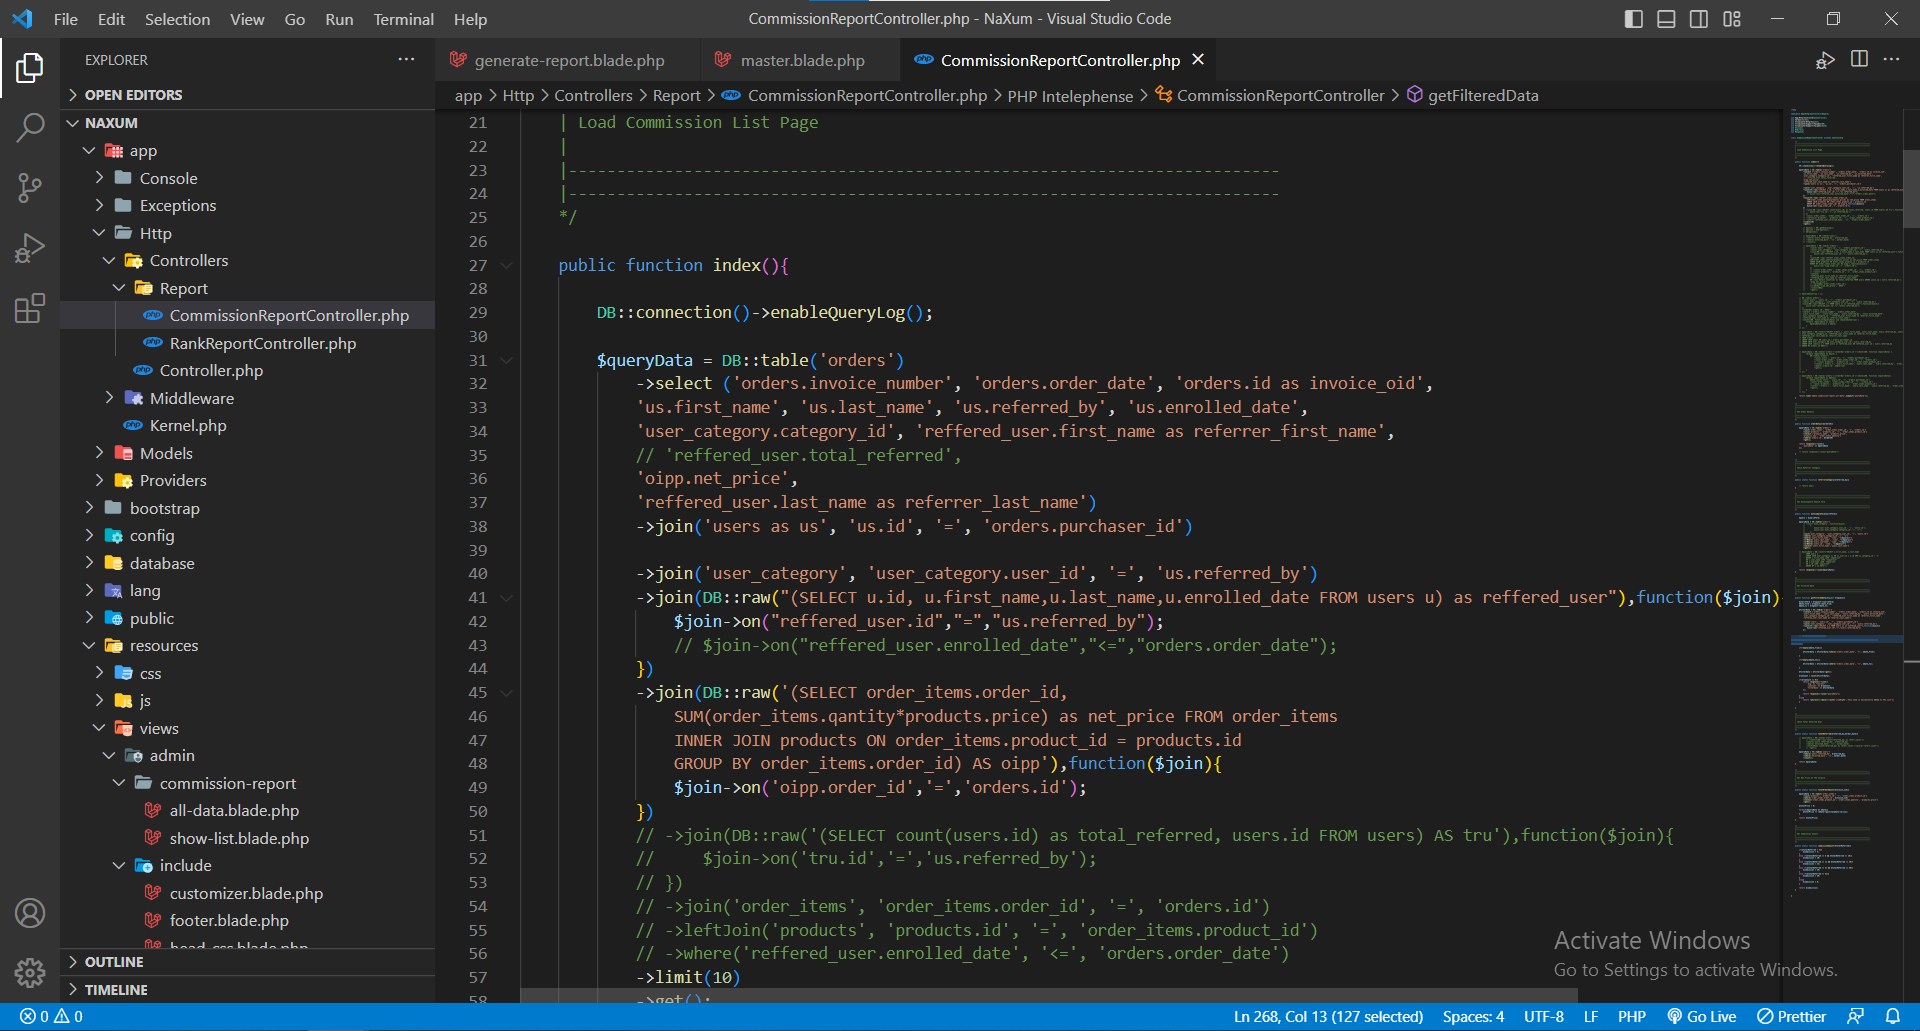 File Edit Selection View Go Run Terminal Help
CommissionReportController.php - NaXum - Visual Studio Code
EXPLORER
OPEN EDITORS
NAXUM
app
Console
Exceptions
Http
Controllers
Report
CommissionReportController.php
RankReportController.php
Controller.php
Middleware
Kernel.php
Models
Providers
bootstrap
config
database
lang
public
resources
css
js
views
admin
commission-report
all-data.blade.php
show-list.blade.php
include
customizer.blade.php
footer.blade.php
head-css.blade.php
OUTLINE
TIMELINE
generate-report.blade.php master.blade.php CommissionReportController.php
app > Http > Controllers > Report > CommissionReportController.php > PHP Intelephense > CommissionReportController > getFilteredData
21 | Load Commission List Page
22 |
23 |--------------------------------------------------------------------------
24 |--------------------------------------------------------------------------
25 */
26
27 public function index(){
28
29 DB::connection()->enableQueryLog();
30
31 $queryData = DB::table('orders')
32 ->select ('orders.invoice_number', 'orders.order_date', 'orders.id as invoice_oid',
33 'us.first_name', 'us.last_name', 'us.referred_by', 'us.enrolled_date',
34 'user_category.category_id', 'reffered_user.first_name as referrer_first_name',
35 // 'reffered_user.total_referred',
36 'oipp.net_price',
37 'reffered_user.last_name as referrer_last_name')
38 ->join('users as us', 'us.id', '=', 'orders.purchaser_id')
39
40 ->join('user_category', 'user_category.user_id', '=', 'us.referred_by')
41 ->join(DB::raw("(SELECT u.id, u.first_name,u.last_name,u.enrolled_date FROM users u) as reffered_user"),function($join)
42 $join->on("reffered_user.id","=","us.referred_by");
43 // $join->on("reffered_user.enrolled_date","<=","orders.order_date");
44 })
45 ->join(DB::raw('(SELECT order_items.order_id,
46 SUM(order_items.qantity*products.price) as net_price FROM order_items
47 INNER JOIN products ON order_items.product_id = products.id
48 GROUP BY order_items.order_id) AS oipp'),function($join){
49 $join->on('oipp.order_id','=','orders.id');
50 })
51 // ->join(DB::raw('(SELECT count(users.id) as total_referred, users.id FROM users) AS tru'),function($join){
52 // $join->on('tru.id','=','us.referred_by');
53 // })
54 // ->join('order_items', 'order_items.order_id', '=', 'orders.id')
55 // ->leftJoin('products', 'products.id', '=', 'order_items.product_id')
56 // ->where('reffered_user.enrolled_date', '<=', 'orders.order_date')
57 ->limit(10)
58 ->get();
Activate Windows
Go to Settings to activate Windows.
0 0
Ln 268, Col 13 (127 selected) Spaces: 4 UTF-8 LF PHP Go Live Prettier